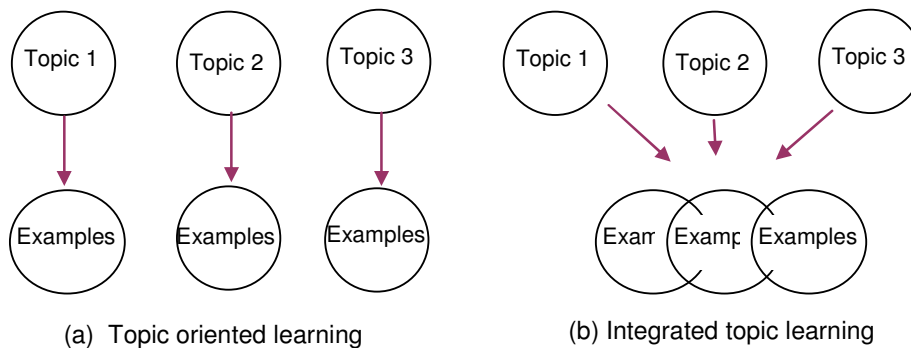 Topic 1
Topic 2
Topic 3
Examples
Examples
Examples
(a) Topic oriented learning
Topic 1
Topic 2
Topic 3
Exam
Examp
Examples
(b) Integrated topic learning